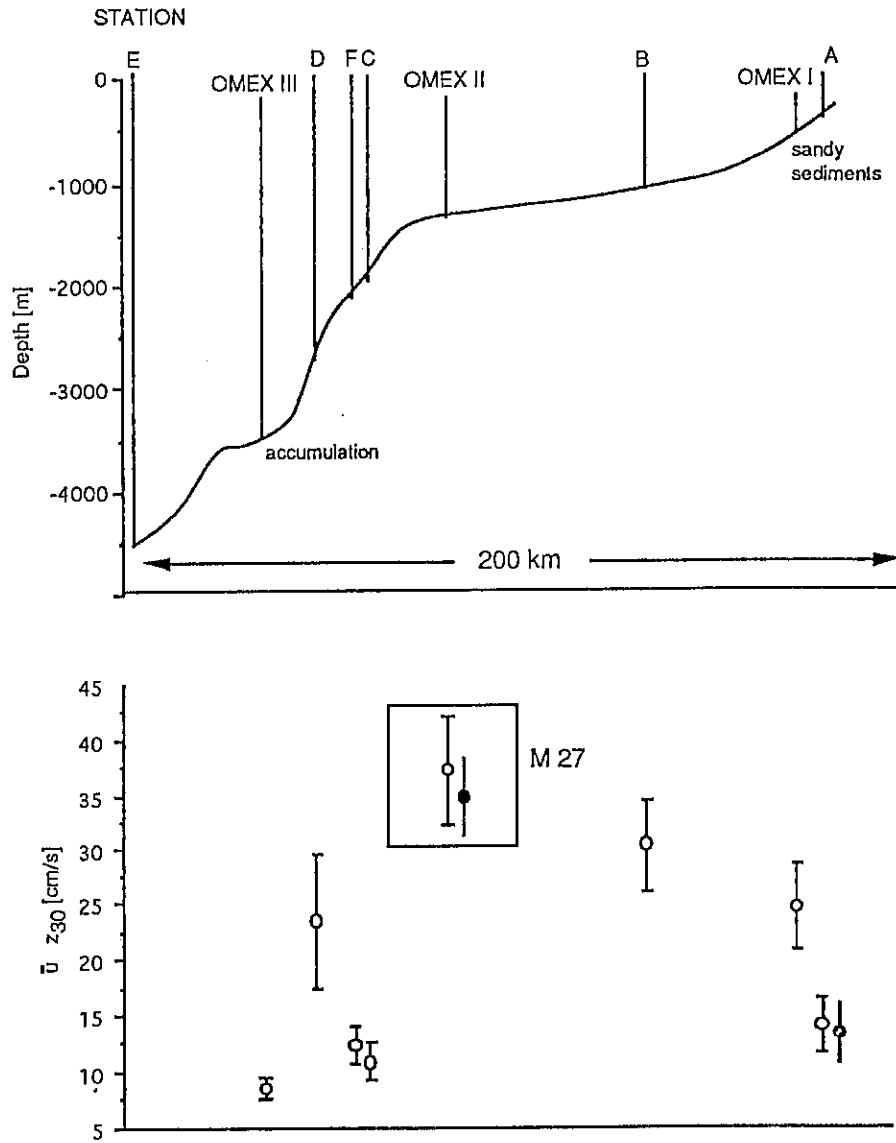 STATION
E
D
F
C
B
A
OMEX III
OMEX II
OMEX I
sandy
sediments
0
-1000
-2000
-3000
-4000
Depth [m]
accumulation
200 km
45
40
35
30
25
20
15
10
5
ū z30 [cm/s]
M 27